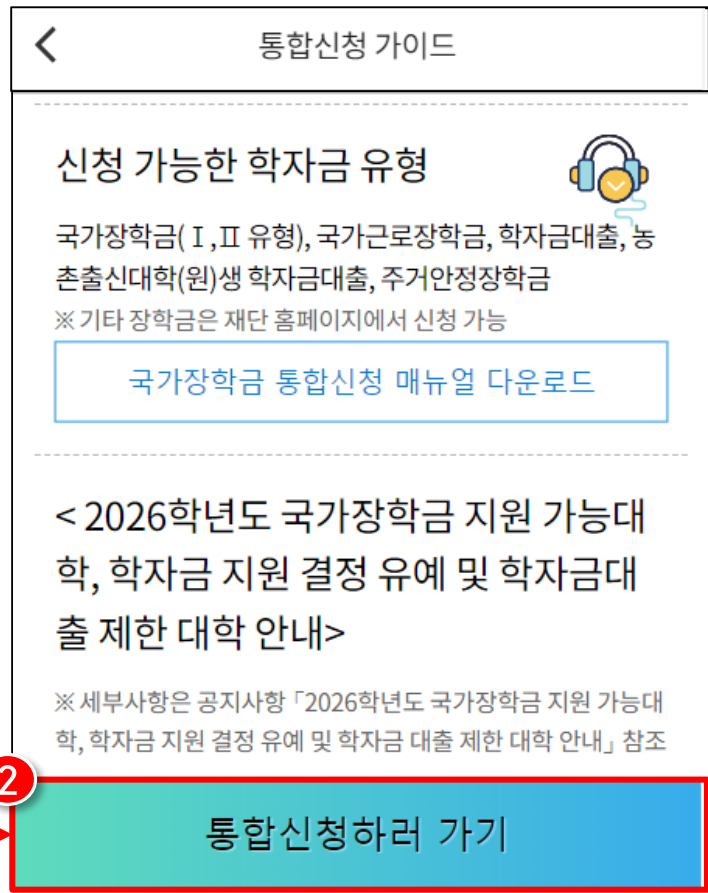 통합신청 가이드
신청 가능한 학자금 유형
국가장학금(Ⅰ,Ⅱ 유형), 국가근로장학금, 학자금대출, 농
촌출신대학(원)생 학자금대출, 주거안정장학금
※ 기타 장학금은 재단 홈페이지에서 신청 가능
국가장학금 통합신청 매뉴얼 다운로드
< 2026학년도 국가장학금 지원 가능대
학, 학자금 지원 결정 유예 및 학자금대
출 제한 대학 안내>
※ 세부사항은 공지사항 「2026학년도 국가장학금 지원 가능대
학, 학자금 지원 결정 유예 및 학자금 대출 제한 대학 안내」 참조
2
통합신청하러 가기